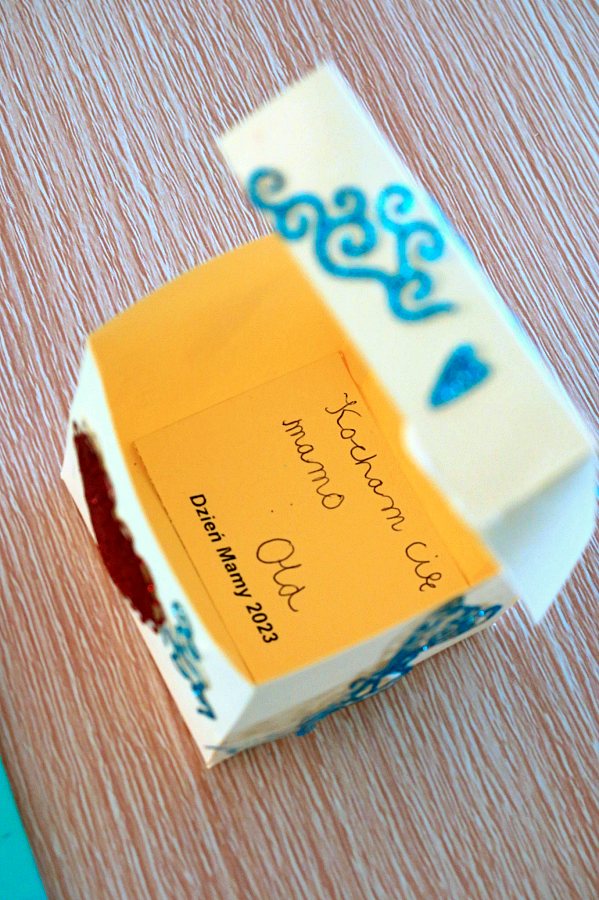 Kocham cię
mamo
Ola
Dzień Mamy 2023